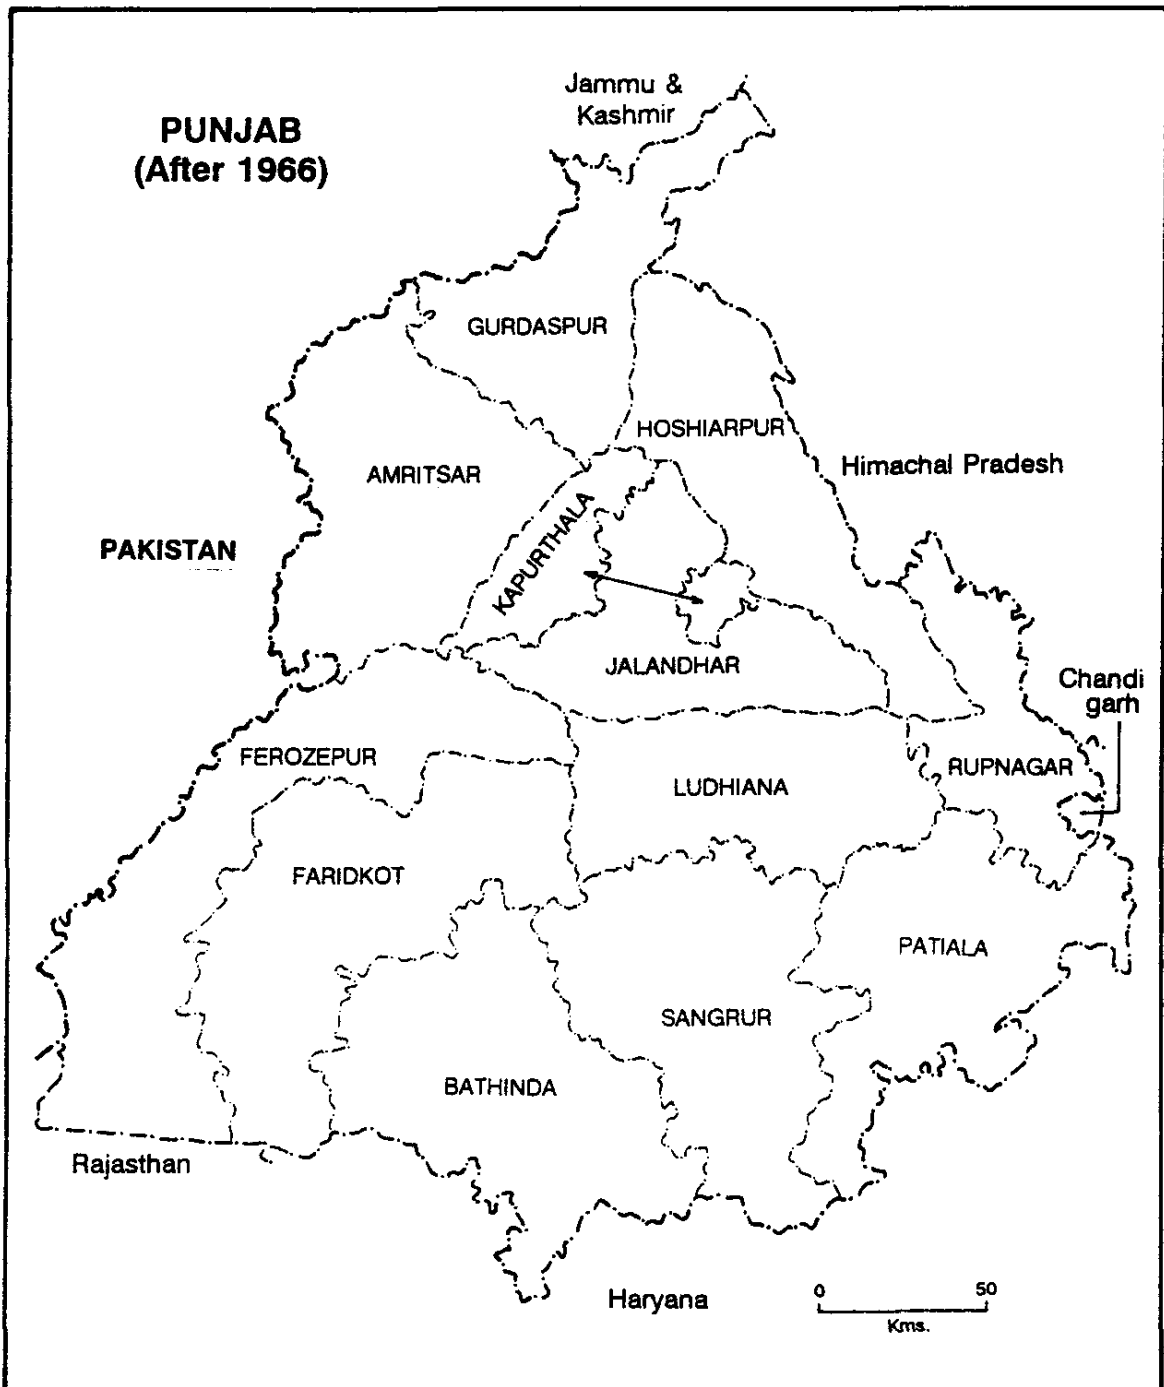 Jammu &
Kashmir
PUNJAB
(After 1966)
GURDASPUR
HOSHIARPUR
AMRITSAR
Himachal Pradesh
KAPURTHALA
PAKISTAN
JALANDHAR
Chandi
garh
FEROZEPUR
RUPNAGAR
LUDHIANA
FARIDKOT
PATIALA
SANGRUR
BATHINDA
Rajasthan
Haryana
0 50
Kms.